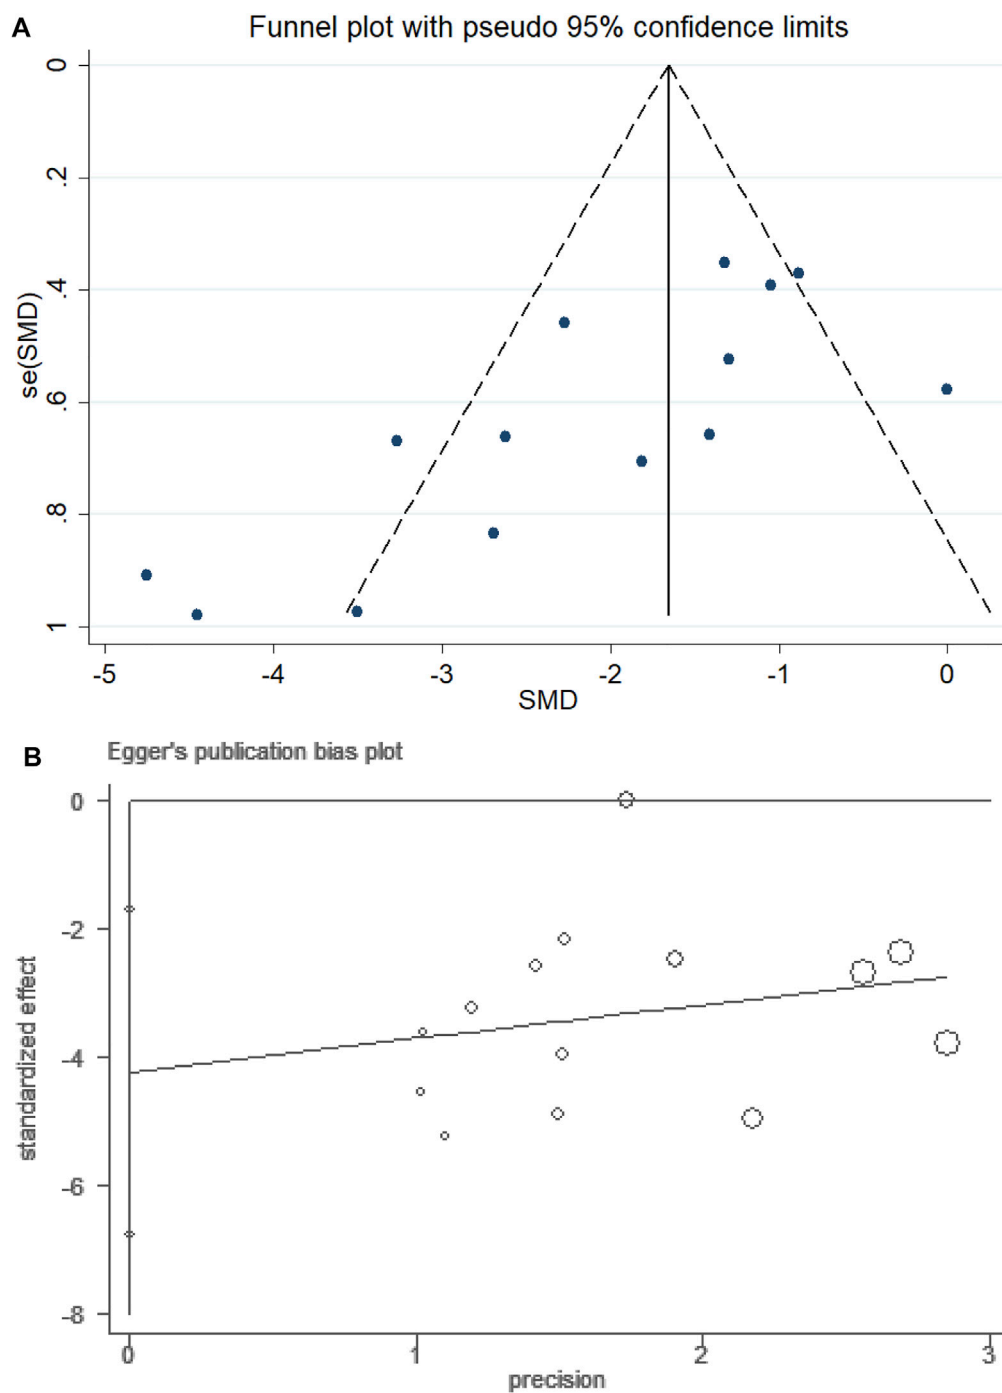 A
Funnel plot with pseudo 95% confidence limits
0
.2
.4
.6
.8
1
se(SMD)
-5 -4 -3 -2 -1 0
SMD
B
Egger's publication bias plot
0
-2
-4
-6
-8
standardized effect
0 1 2 3
precision